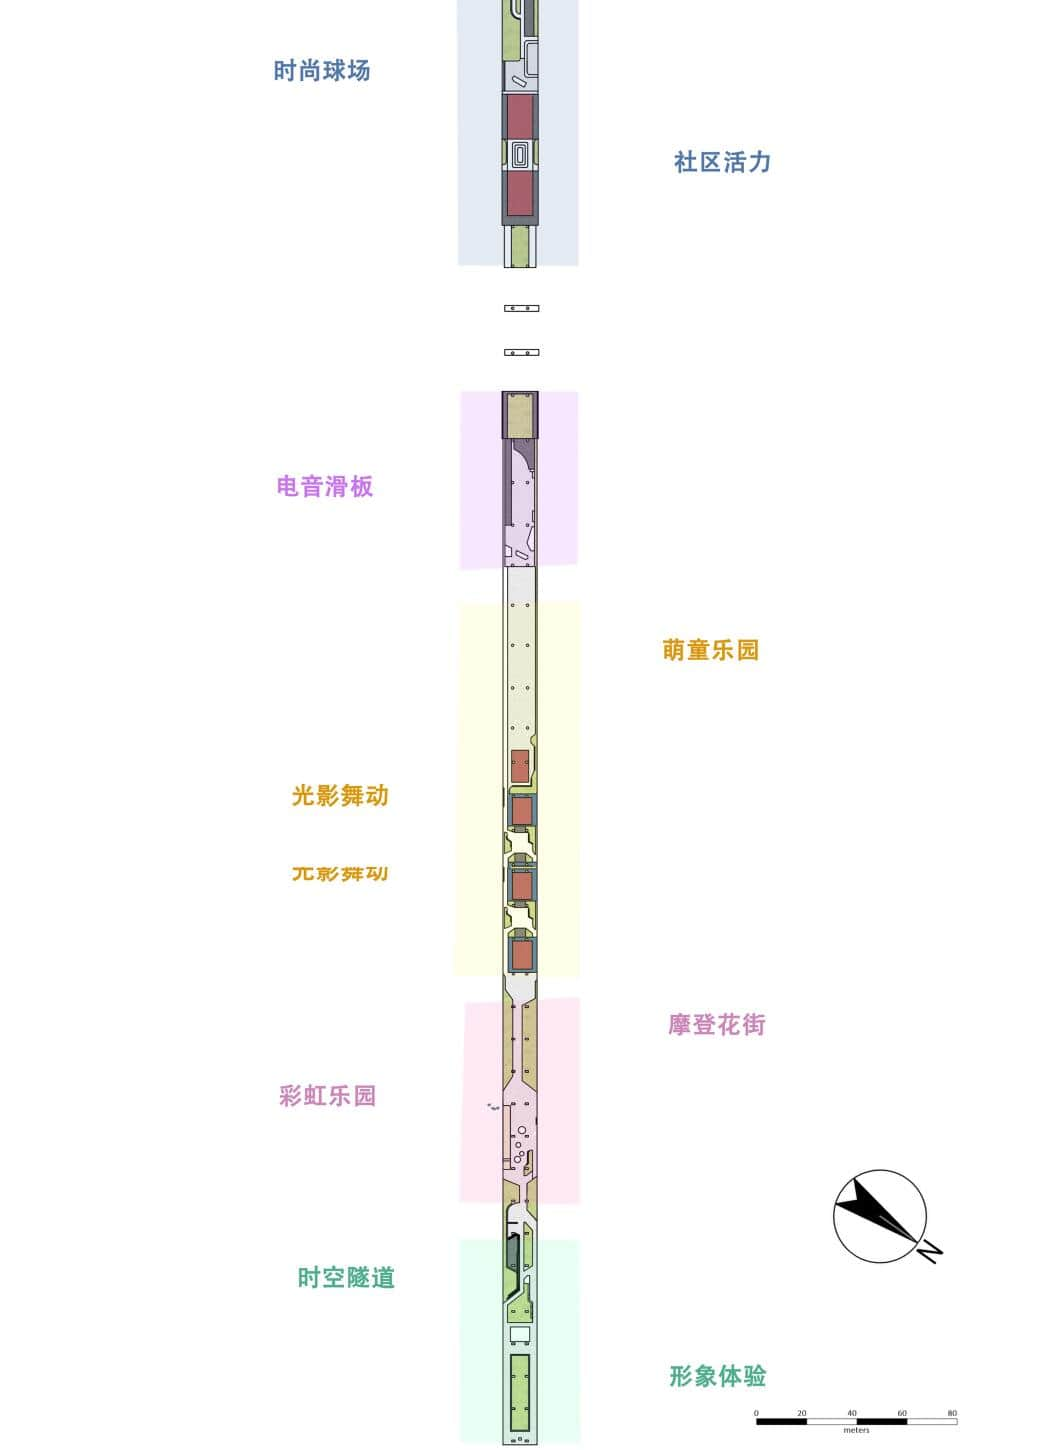 时尚球场
社区活力
电音滑板
萌童乐园
光影舞动
光影舞动
摩登花街
彩虹乐园
时空隧道
N
形象体验
0 20 40 60 80
meters